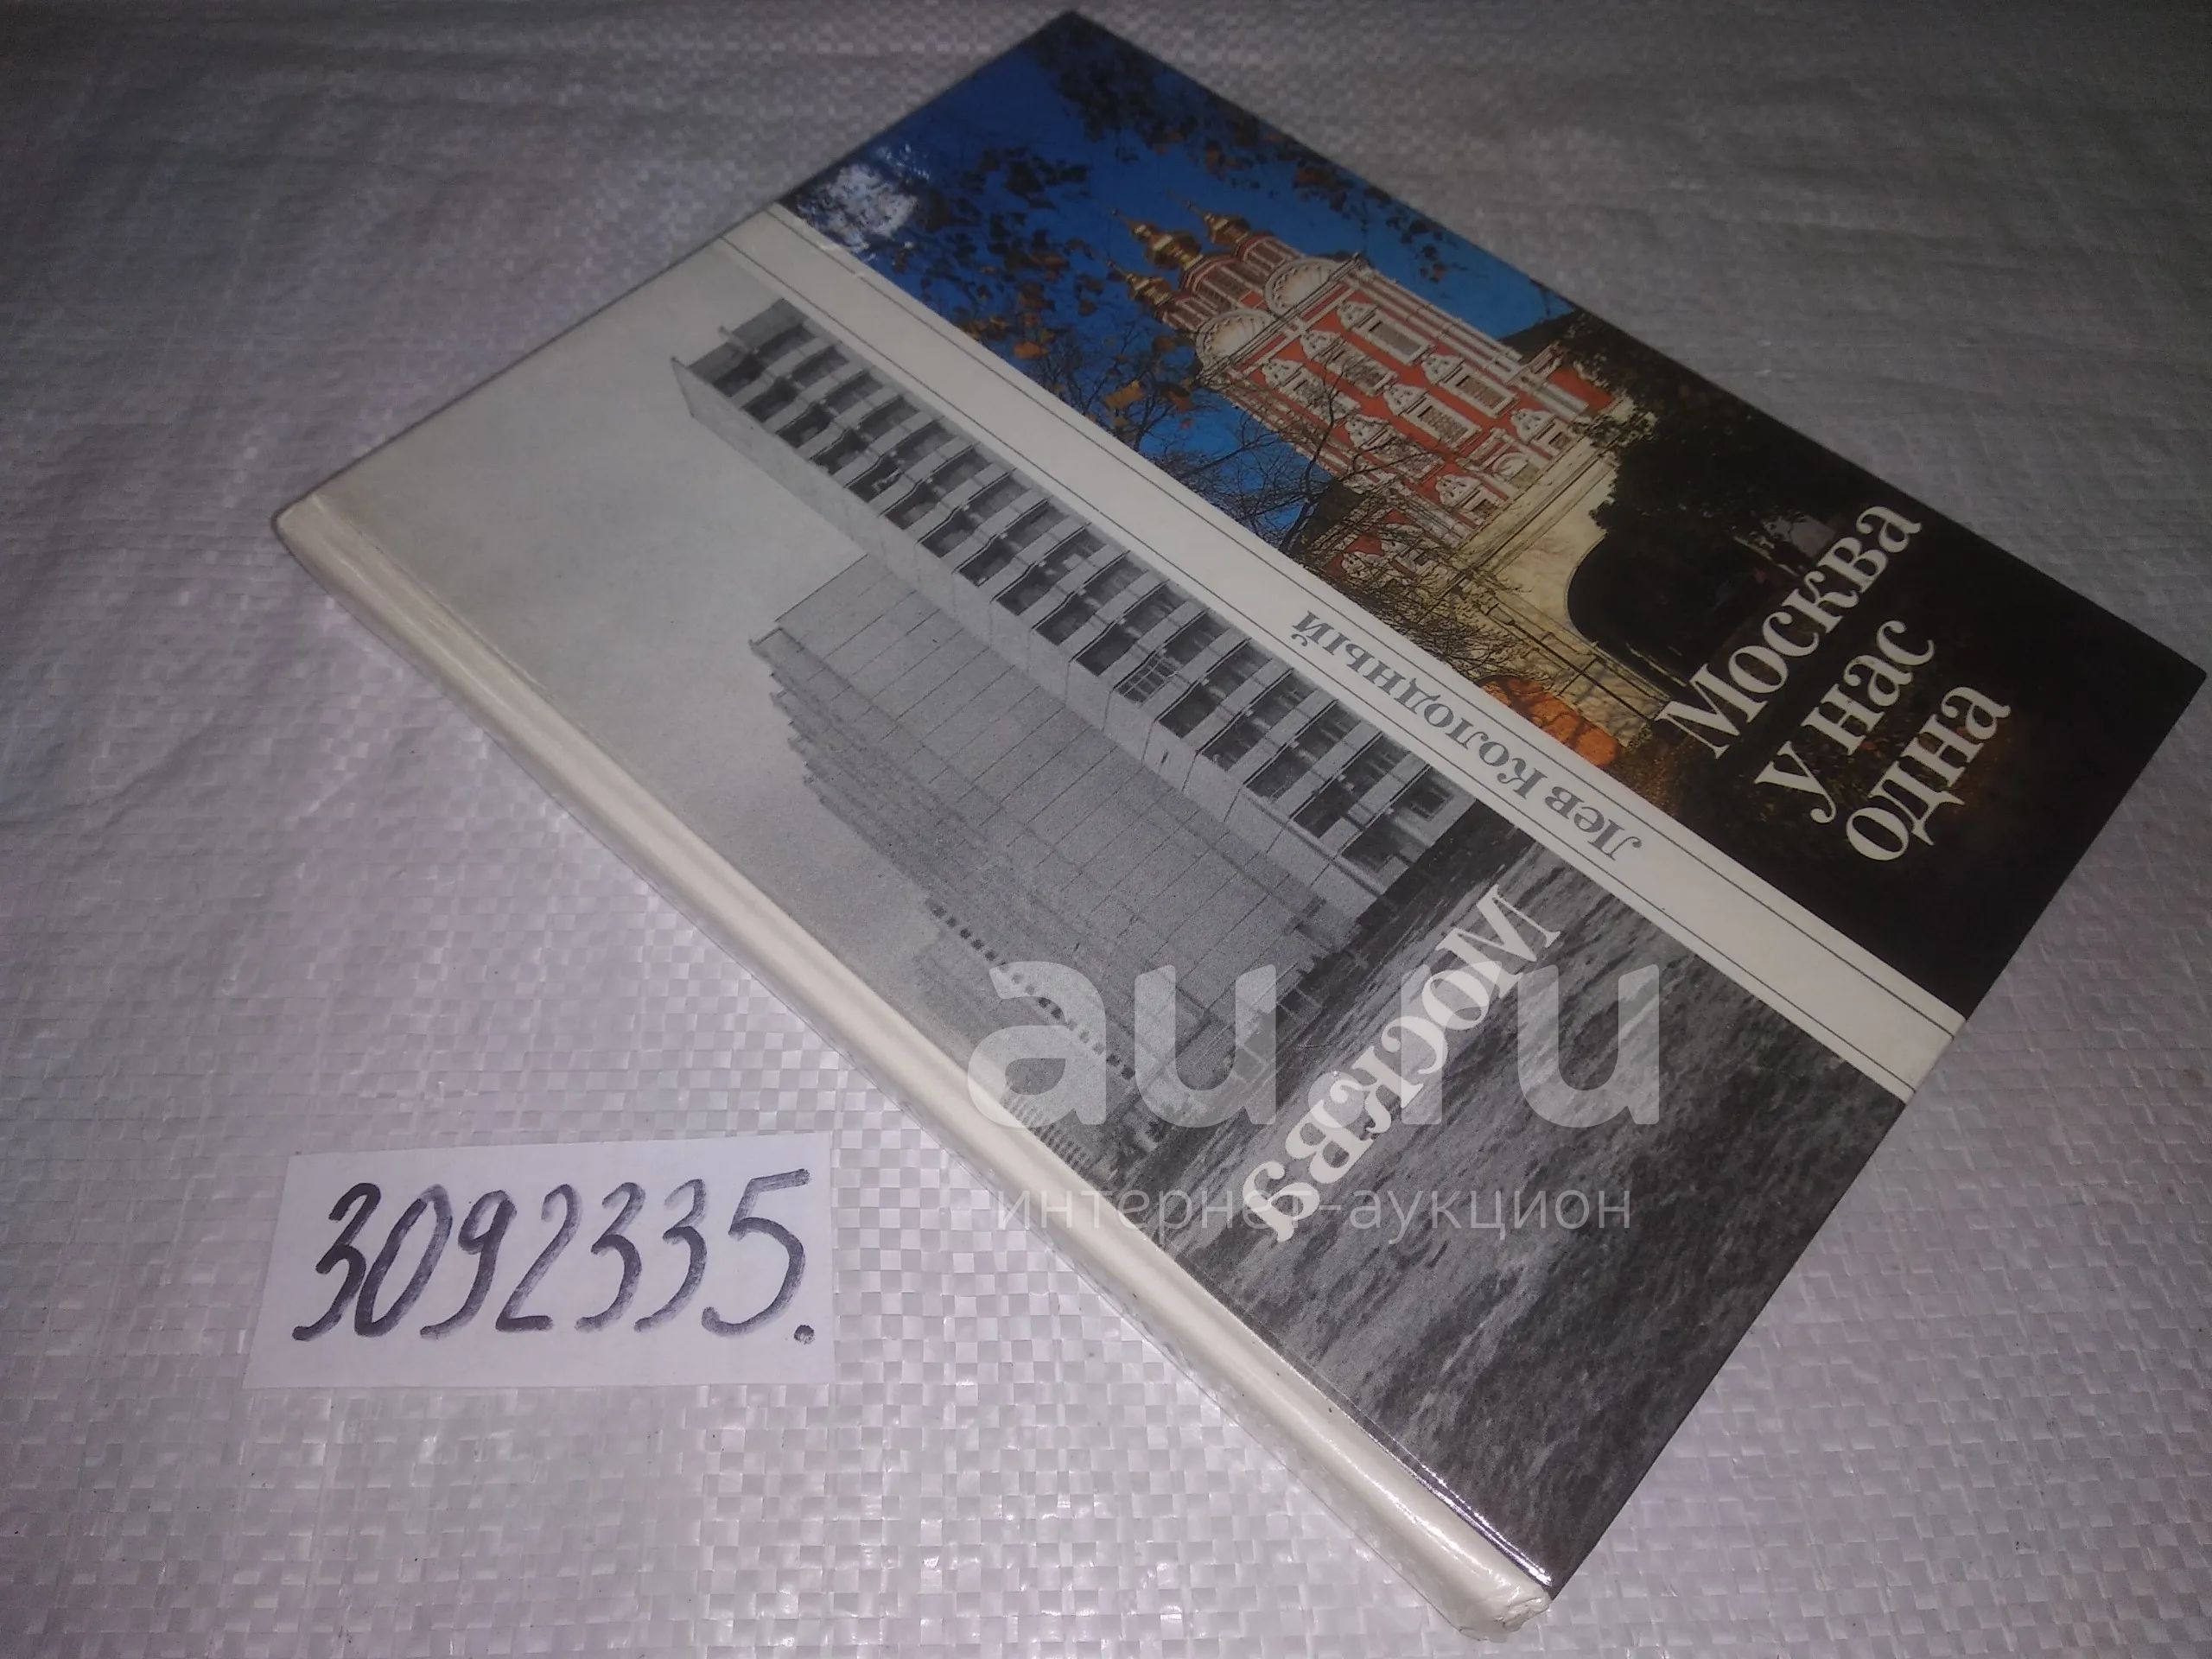 Москва
у нас
одна
Лев Колодный
Москва
au.ru
интернет-аукцион
3092335.